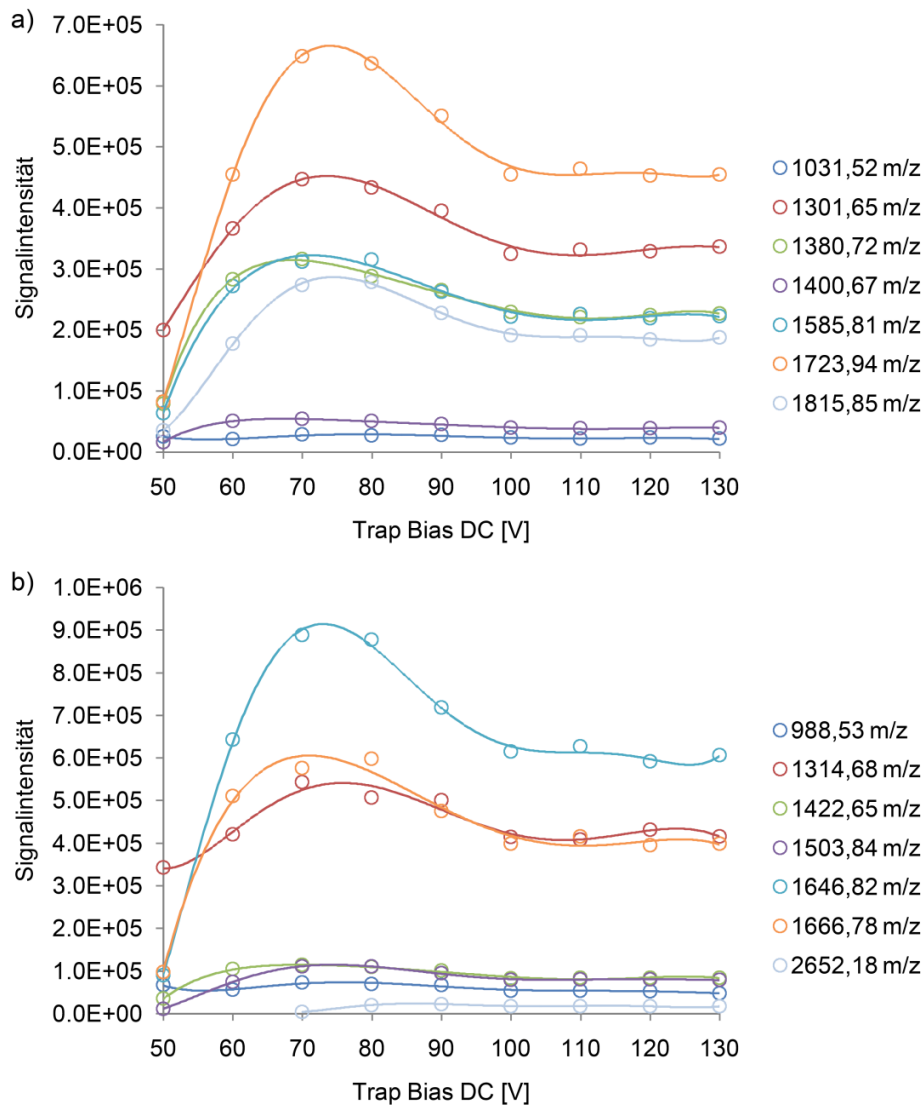 a)
7.0E+05
6.0E+05
5.0E+05
4.0E+05
3.0E+05
2.0E+05
1.0E+05
0.0E+00
Signalintensität
50 60 70 80 90 100 110 120 130
Trap Bias DC [V]
1031,52 m/z
1301,65 m/z
1380,72 m/z
1400,67 m/z
1585,81 m/z
1723,94 m/z
1815,85 m/z
b)
1.0E+06
9.0E+05
8.0E+05
7.0E+05
6.0E+05
5.0E+05
4.0E+05
3.0E+05
2.0E+05
1.0E+05
0.0E+00
Signalintensität
50 60 70 80 90 100 110 120 130
Trap Bias DC [V]
988,53 m/z
1314,68 m/z
1422,65 m/z
1503,84 m/z
1646,82 m/z
1666,78 m/z
2652,18 m/z